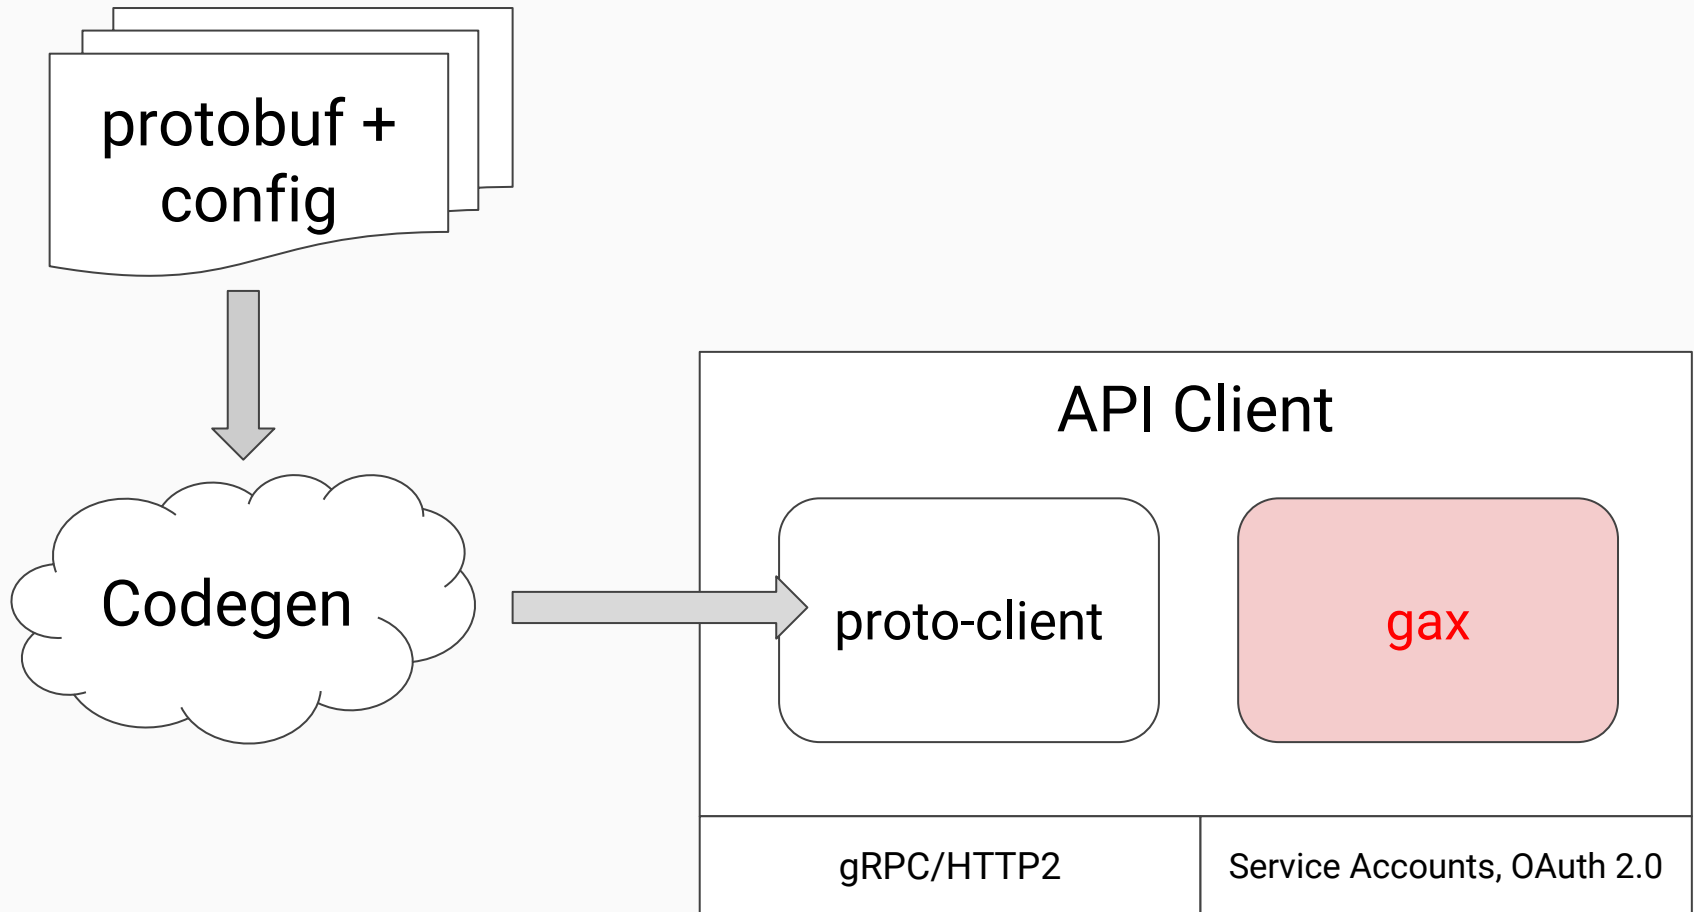 protobuf +
config
API Client
Codegen
proto-client
gax
gRPC/HTTP2
Service Accounts, OAuth 2.0